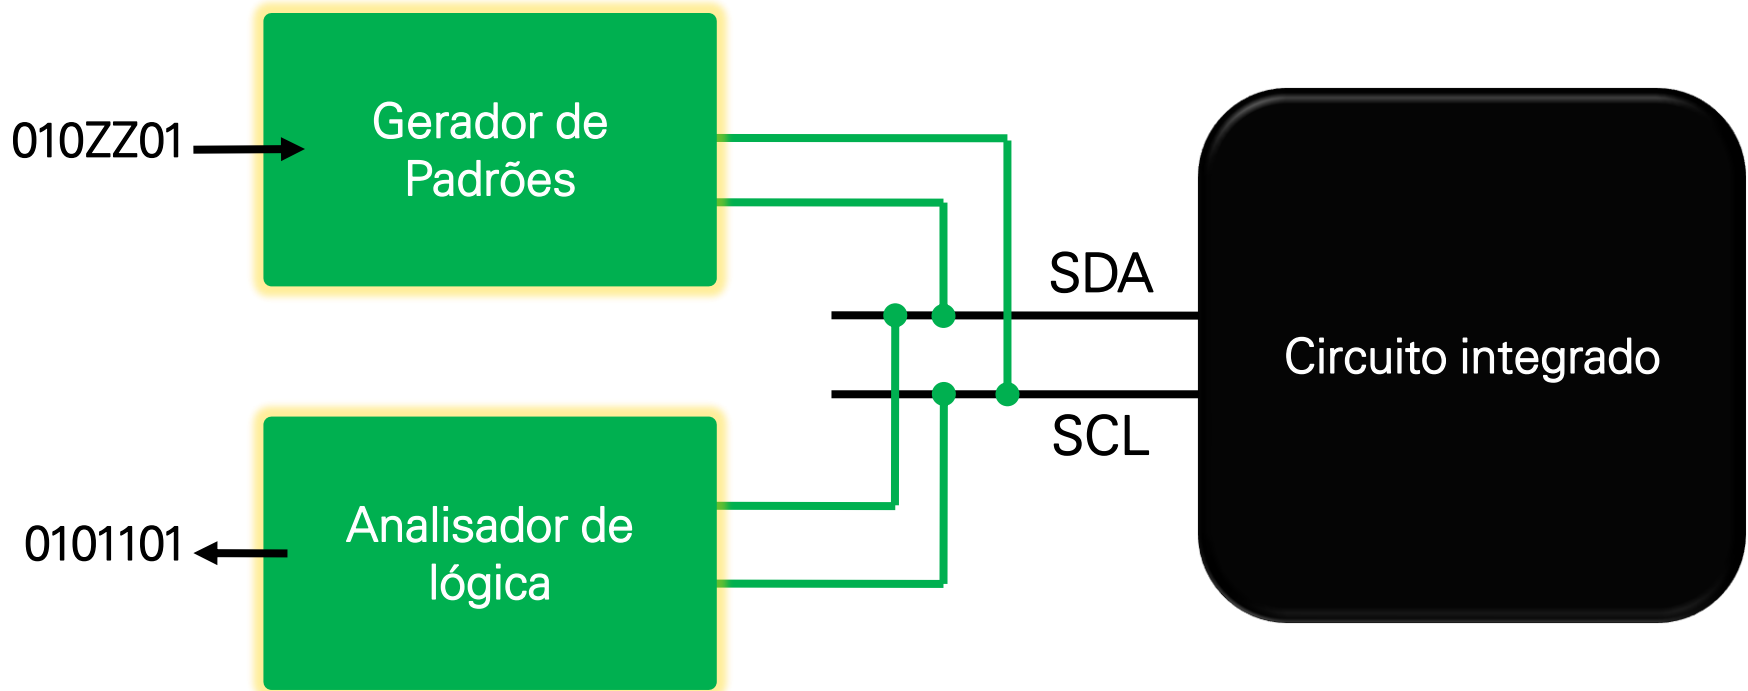 010ZZ01
Gerador de
Padrões
SDA
SCL
Circuito integrado
0101101
Analisador de
lógica